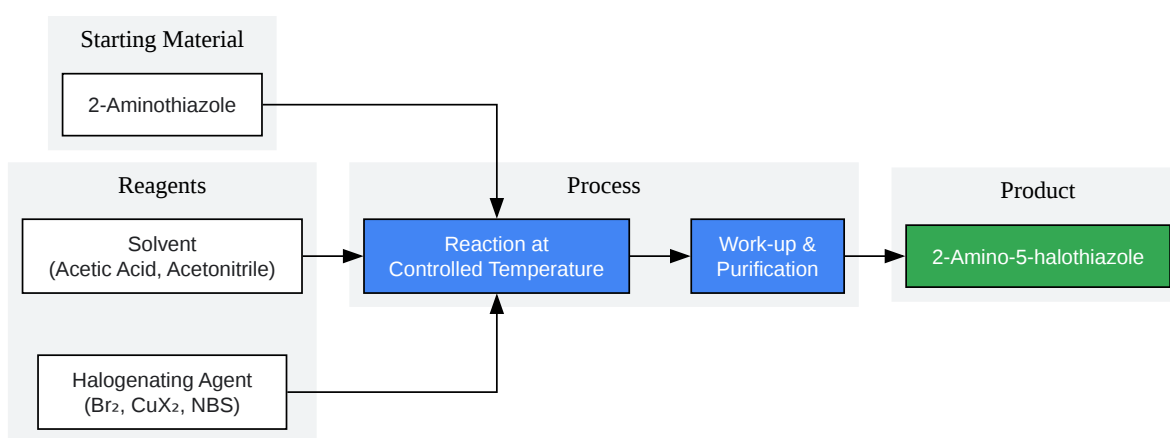 Starting Material
2-Aminothiazole
Reagents
Solvent
(Acetic Acid, Acetonitrile)
Halogenating Agent
(Br₂, CuX₂, NBS)
Process
Reaction at
Controlled Temperature
Work-up &
Purification
Product
2-Amino-5-halothiazole